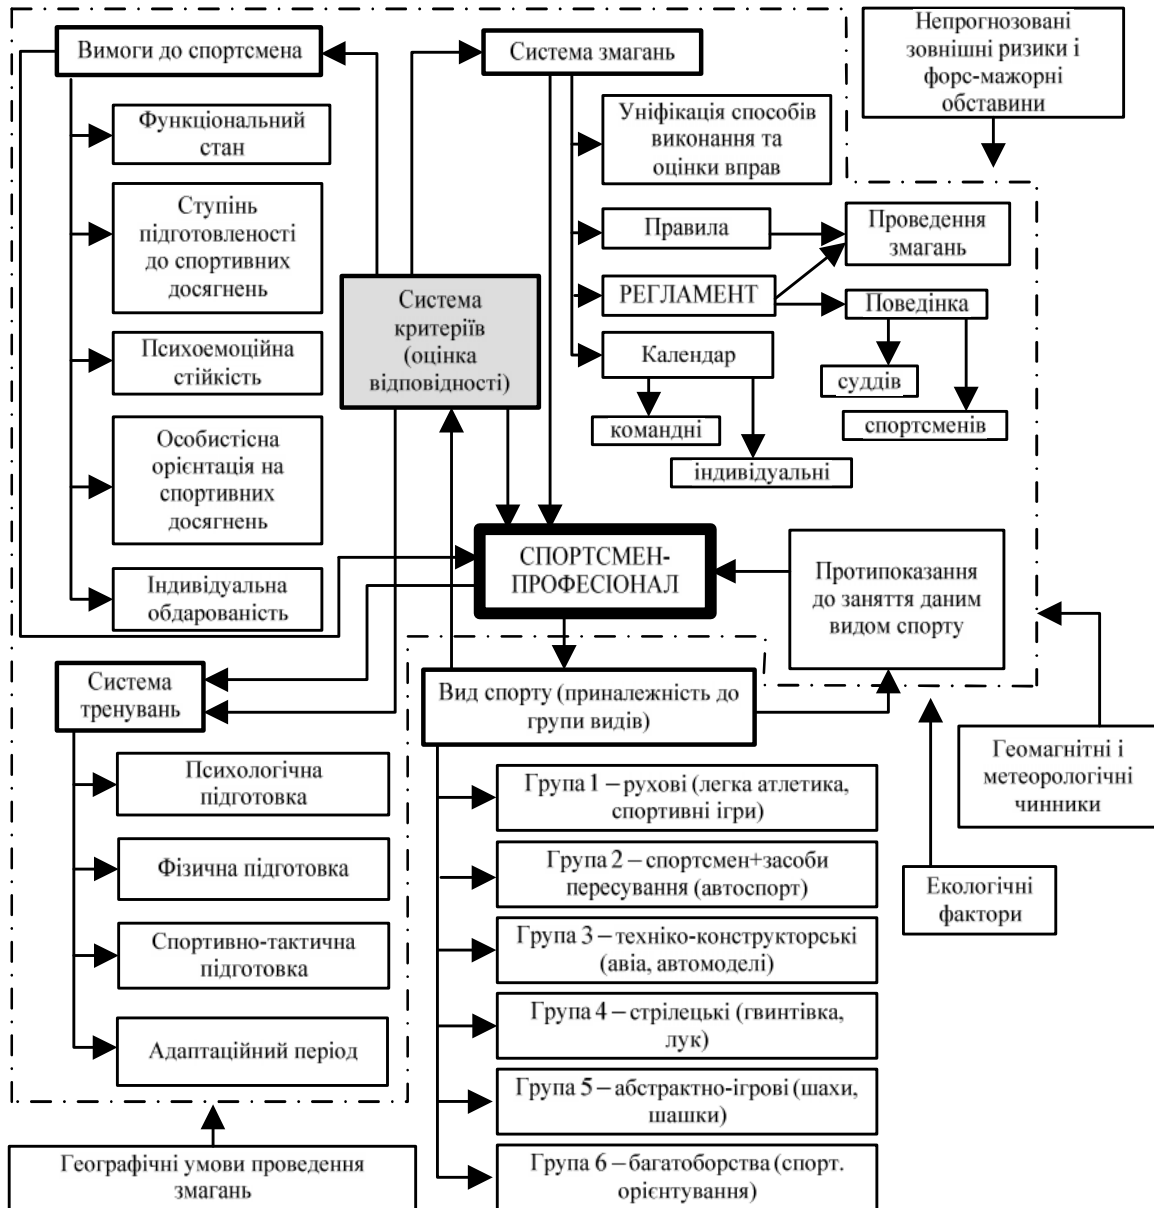 Вимоги до спортсмена
Функціональний
стан
Ступінь
підготовленості
до спортивних
досягнень
Психоемоційна
стійкість
Особистісна
орієнтація на
спортивних
досягнень
Індивідуальна
обдарованість
Система змагань
Уніфікація способів
виконання та
оцінки вправ
Правила
РЕГЛАМЕНТ
Календар
командні
індивідуальні
Проведення
змагань
Поведінка
суддів
спортсменів
Непрогнозовані
зовнішні ризики і
форс-мажорні
обставини
Система
критеріїв
(оцінка
відповідності)
СПОРТСМЕН-
ПРОФЕСІОНАЛ
Протипоказання
до заняття даним
видом спорту
Система
тренувань
Психологічна
підготовка
Фізична підготовка
Спортивно-тактична
підготовка
Адаптаційний період
Вид спорту (приналежність до
групи видів)
Група 1 – рухові (легка атлетика,
спортивні ігри)
Група 2 – спортсмен+засоби
пересування (автоспорт)
Група 3 – техніко-конструкторські
(авіа, автомоделі)
Група 4 – стрілецькі (гвинтівка,
лук)
Група 5 – абстрактно-ігрові (шахи,
шашки)
Група 6 – багатоборства (спорт.
орієнтування)
Геомагнітні і
метеорологічні
чинники
Екологічні
фактори
Географічні умови проведення
змагань